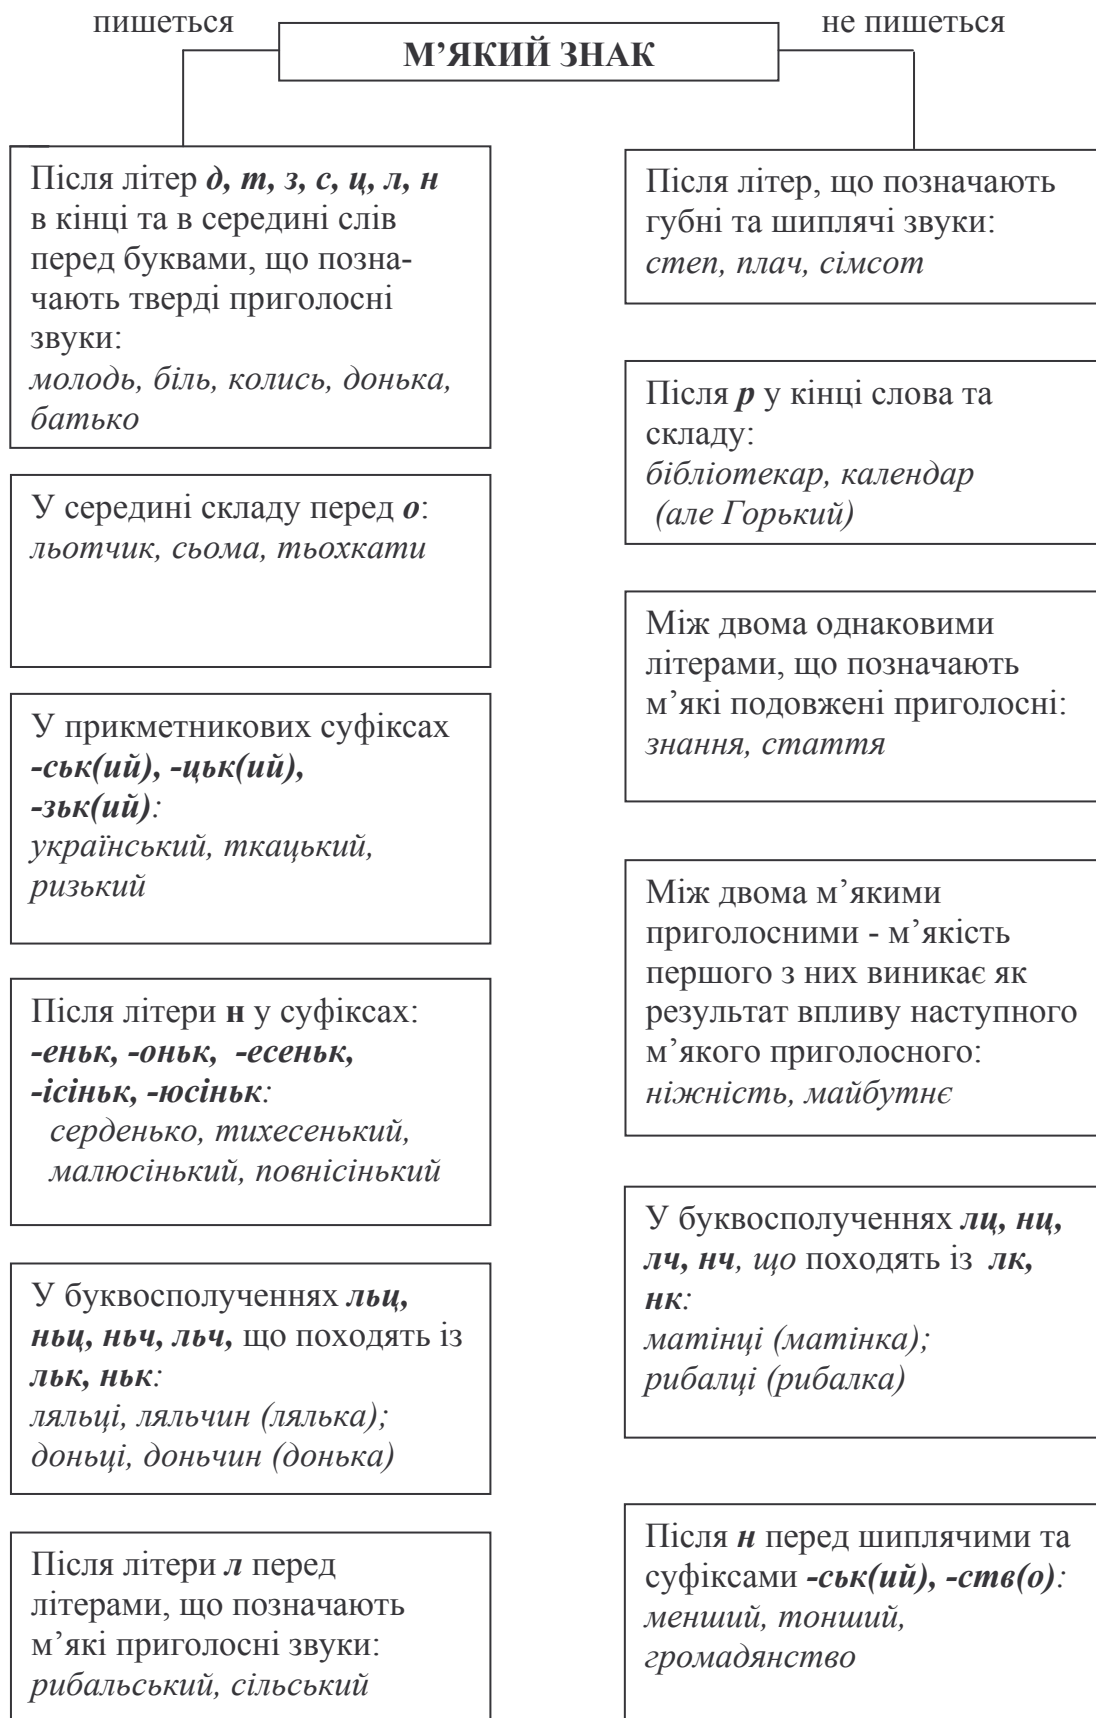 пишеться
не пишеться
М’ЯКИЙ ЗНАК
Після літер д, т, з, с, ц, л, н
в кінці та в середині слів
перед буквами, що позна-
чають тверді приголосні
звуки:
молодь, біль, колись, донька,
батько
У середині складу перед о:
льотчик, сьома, тьохкати
У прикметникових суфіксах
-ськ(ий), -цьк(ий),
-зьк(ий):
український, ткацький,
ризький
Після літери н у суфіксах:
-еньк, -оньк, -есеньк,
-ісіньк, -юсіньк:
серденько, тихесенький,
малюсінький, повнісінький
У буквосполученнях льц,
ньц, ньч, льч, що походять із
льк, ньк:
ляльці, ляльчин (лялька);
доньці, доньчин (донька)
Після літери л перед
літерами, що позначають
м’які приголосні звуки:
рибальський, сільський
Після літер, що позначають
губні та шиплячі звуки:
степ, плач, сімсот
Після р у кінці слова та
складу:
бібліотекар, календар
(але Горький)
Між двома однаковими
літерами, що позначають
м’які подовжені приголосні:
знання, стаття
Між двома м’якими
приголосними - м’якість
першого з них виникає як
результат впливу наступного
м’якого приголосного:
ніжність, майбутнє
У буквосполученнях лц, нц,
лч, нч, що походять із лк,
нк:
матінці (матінка);
рибалці (рибалка)
Після н перед шиплячими та
суфіксами -ськ(ий), -ств(о):
менший, тонший,
громадянство